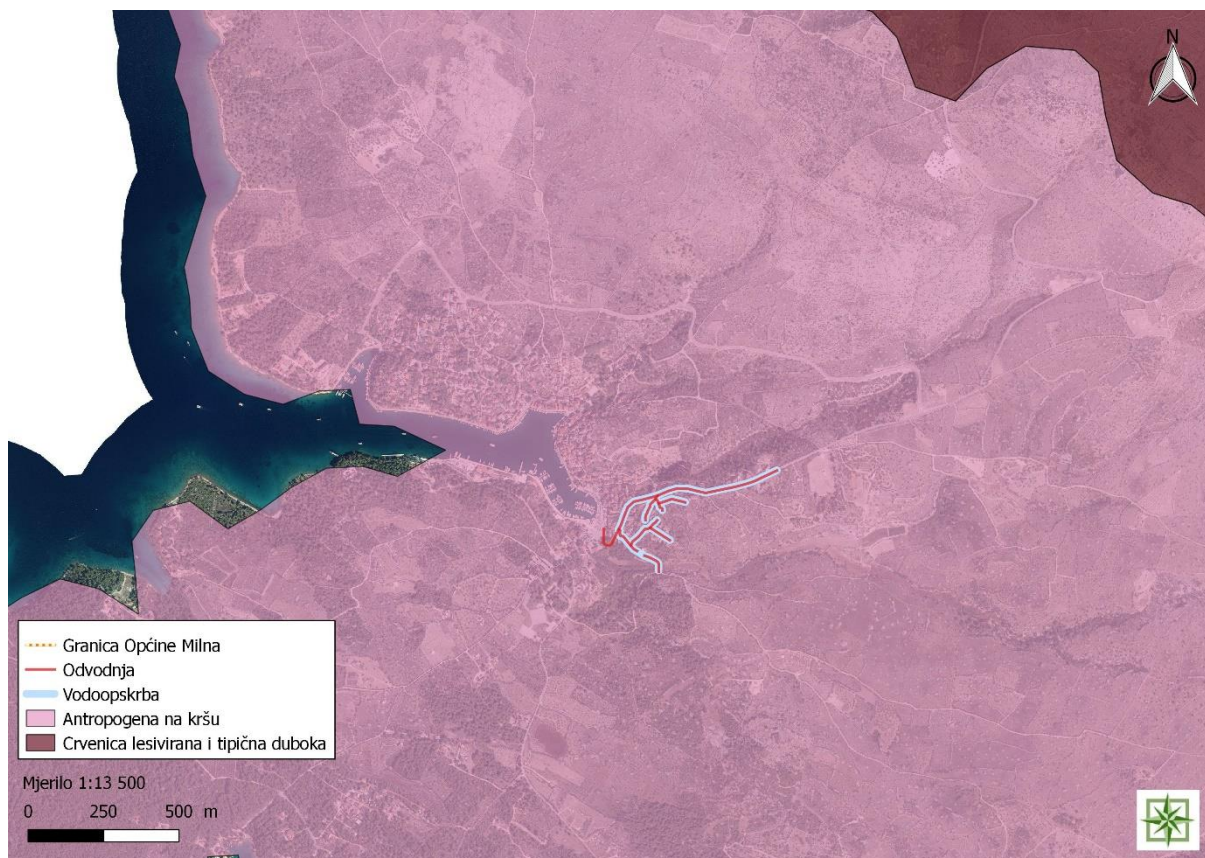 N
Granica Općine Milna
Odvodnja
Vodoopskrba
Antropogena na kršu
Crvenica lesivirana i tipična duboka
Mjerilo 1:13 500
0 250 500 m